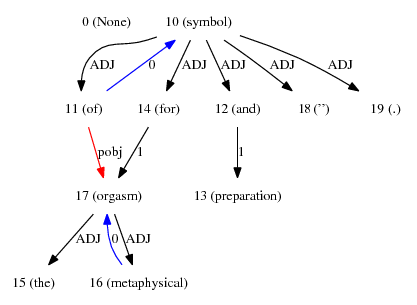 0 (None) 10 (symbol)
ADJ 0 ADJ ADJ ADJ ADJ
11 (of) 14 (for) 12 (and) 18 (”) 19 (.)
pobj 1 1
17 (orgasm) 13 (preparation)
ADJ 0 ADJ
15 (the) 16 (metaphysical)